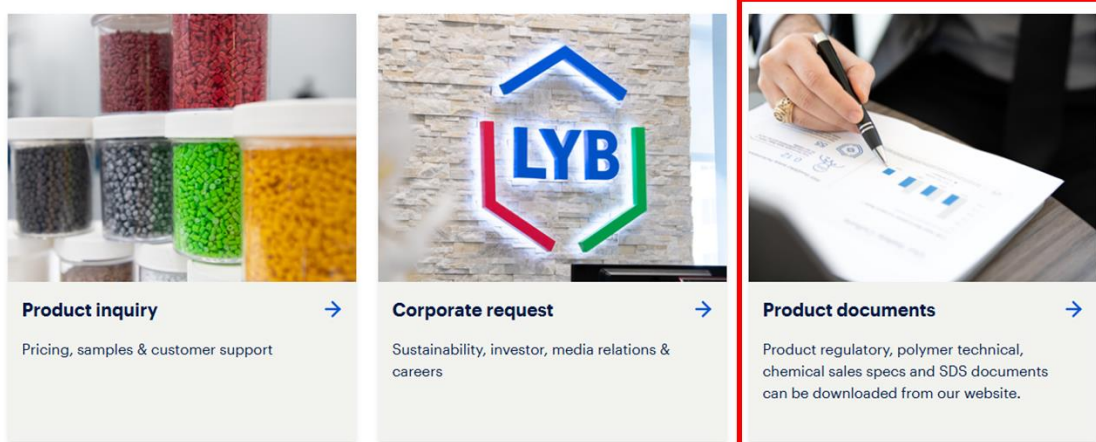 LYB
Product inquiry →
Pricing, samples & customer support
Corporate request →
Sustainability, investor, media relations &
careers
Product documents →
Product regulatory, polymer technical,
chemical sales specs and SDS documents
can be downloaded from our website.